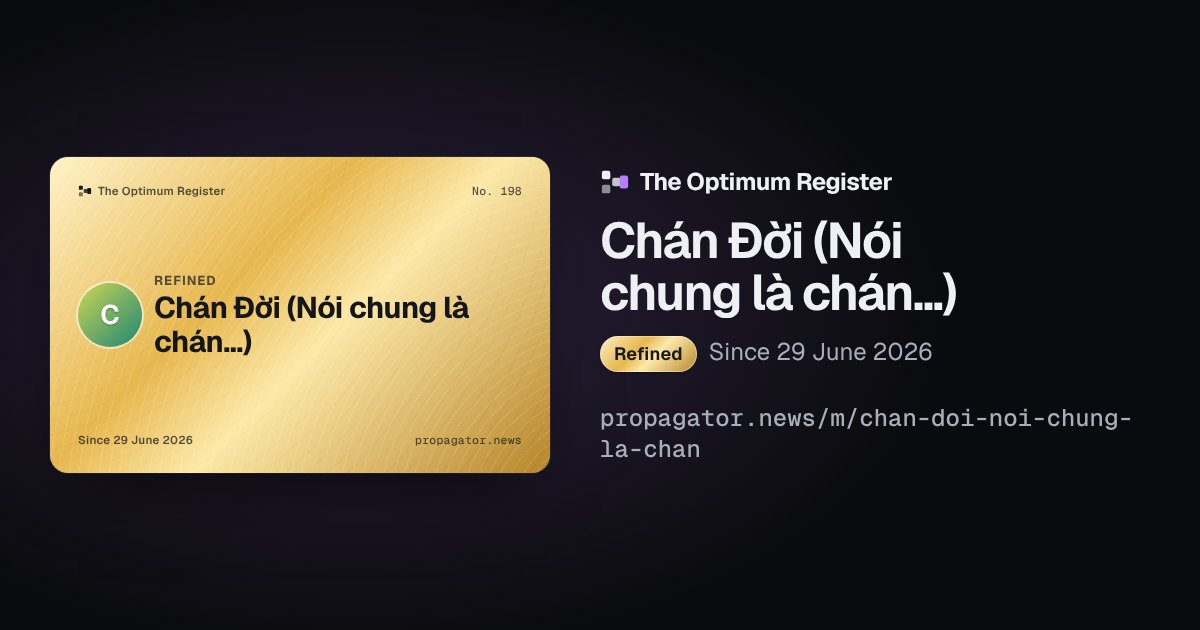 The Optimum Register
No. 198
C
REFINED
Chán Đời (Nói chung là
chán...)
Since 29 June 2026
propagator.news
The Optimum Register
Chán Đời (Nói
chung là chán...)
Refined
Since 29 June 2026
propagator.news/m/chan-doi-noi-chung-
la-chan